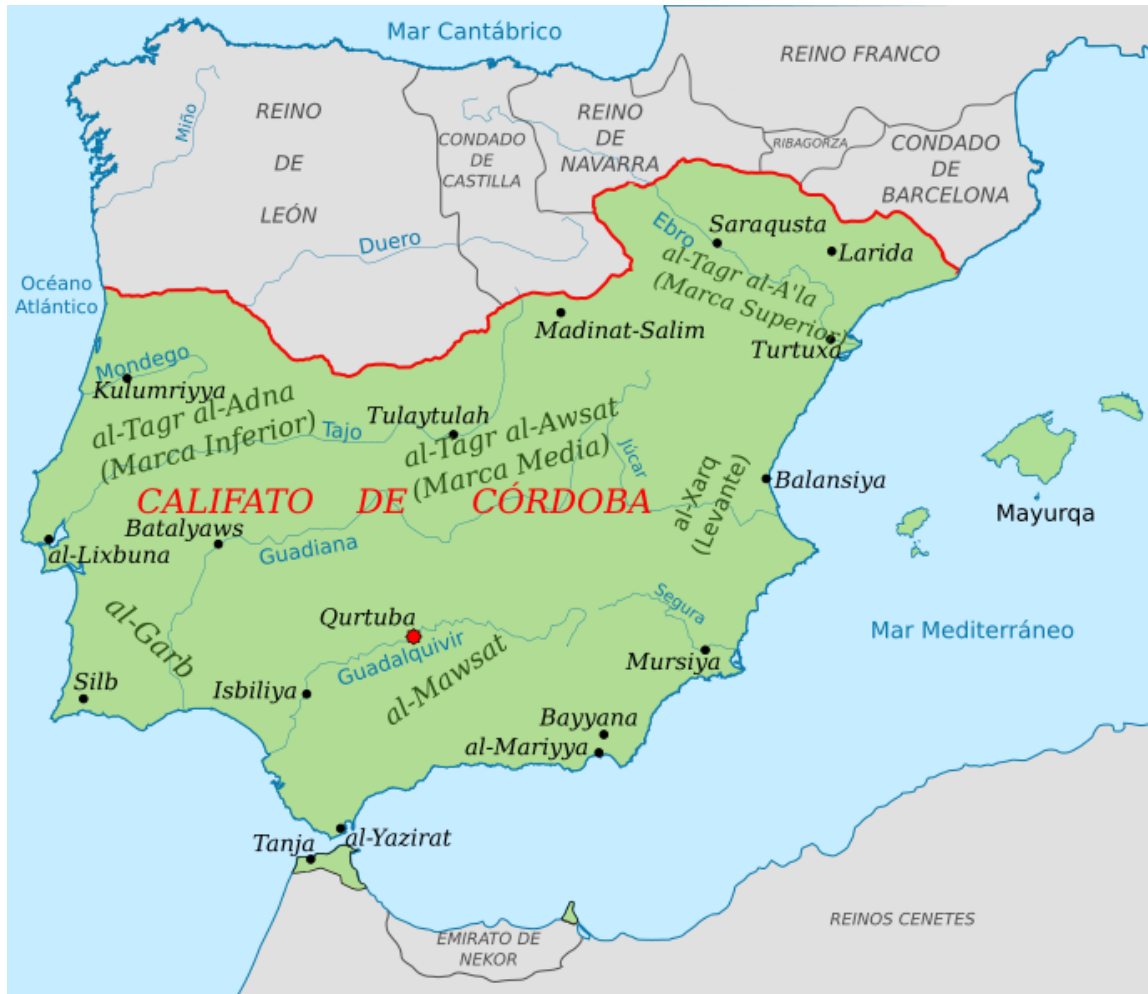 Mar Cantábrico
REINO FRANCO
REINO
DE
LEÓN
Miño
CONDADO
DE
CASTILLA
REINO
DE
NAVARRA
RIBAGORZA
CONDADO
DE
BARCELONA
Duero
Ebro
Saraqusta
Larida
al-Tagr al-A'la
(Marca Superior)
Océano
Atlántico
Madinat-Salim
Turtuxa
Mondego
Kulumriyya
al-Tagr al-Adna
(Marca Inferior)
Tajo
Tulaytulah
al-Tagr al-Awsat
(Marca Media)
Júcar
al-Xarq
(Levante)
Balansiya
Mayurqa
CALIFATO DE CÓRDOBA
Batalyaws
al-Lixbuna
Guadiana
al-Garb
Qurtuba
Guadalquivir
Segura
Mar Mediterráneo
Mursiya
Silb
Isbiliya
al-Mawsat
Bayyana
al-Mariyya
Tanja
al-Yazirat
EMIRATO DE
NEKOR
REINOS CENETES